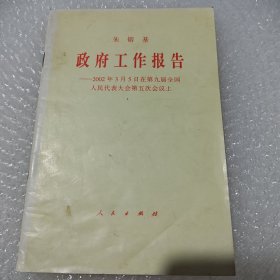 朱镕基
政府工作报告
——2002年3月5日在第九届全国
人民代表大会第五次会议上
人民出版社